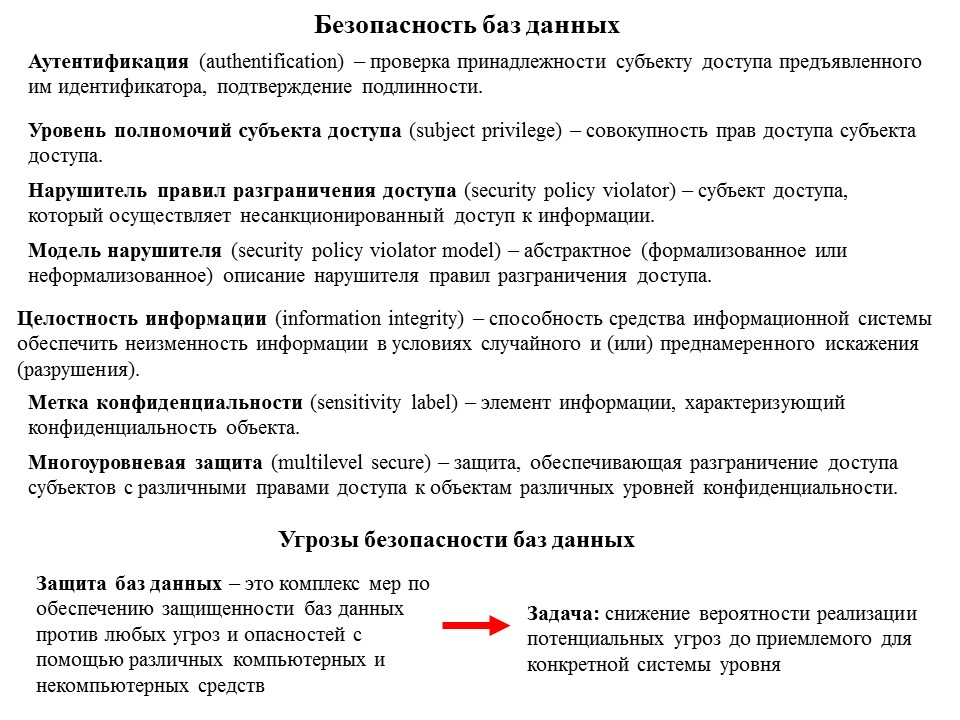 Безопасность баз данных
Аутентификация (authentification) – проверка принадлежности субъекту доступа предъявленного
им идентификатора, подтверждение подлинности.
Уровень полномочий субъекта доступа (subject privilege) – совокупность прав доступа субъекта
доступа.
Нарушитель правил разграничения доступа (security policy violator) – субъект доступа,
который осуществляет несанкционированный доступ к информации.
Модель нарушителя (security policy violator model) – абстрактное (формализованное или
неформализованное) описание нарушителя правил разграничения доступа.
Целостность информации (information integrity) – способность средства информационной системы
обеспечить неизменность информации в условиях случайного и (или) преднамеренного искажения
(разрушения).
Метка конфиденциальности (sensitivity label) – элемент информации, характеризующий
конфиденциальность объекта.
Многоуровневая защита (multilevel secure) – защита, обеспечивающая разграничение доступа
субъектов с различными правами доступа к объектам различных уровней конфиденциальности.
Угрозы безопасности баз данных
Защита баз данных – это комплекс мер по
обеспечению защищенности баз данных
против любых угроз и опасностей с
помощью различных компьютерных и
некомпьютерных средств
Задача: снижение вероятности реализации
потенциальных угроз до приемлемого для
конкретной системы уровня